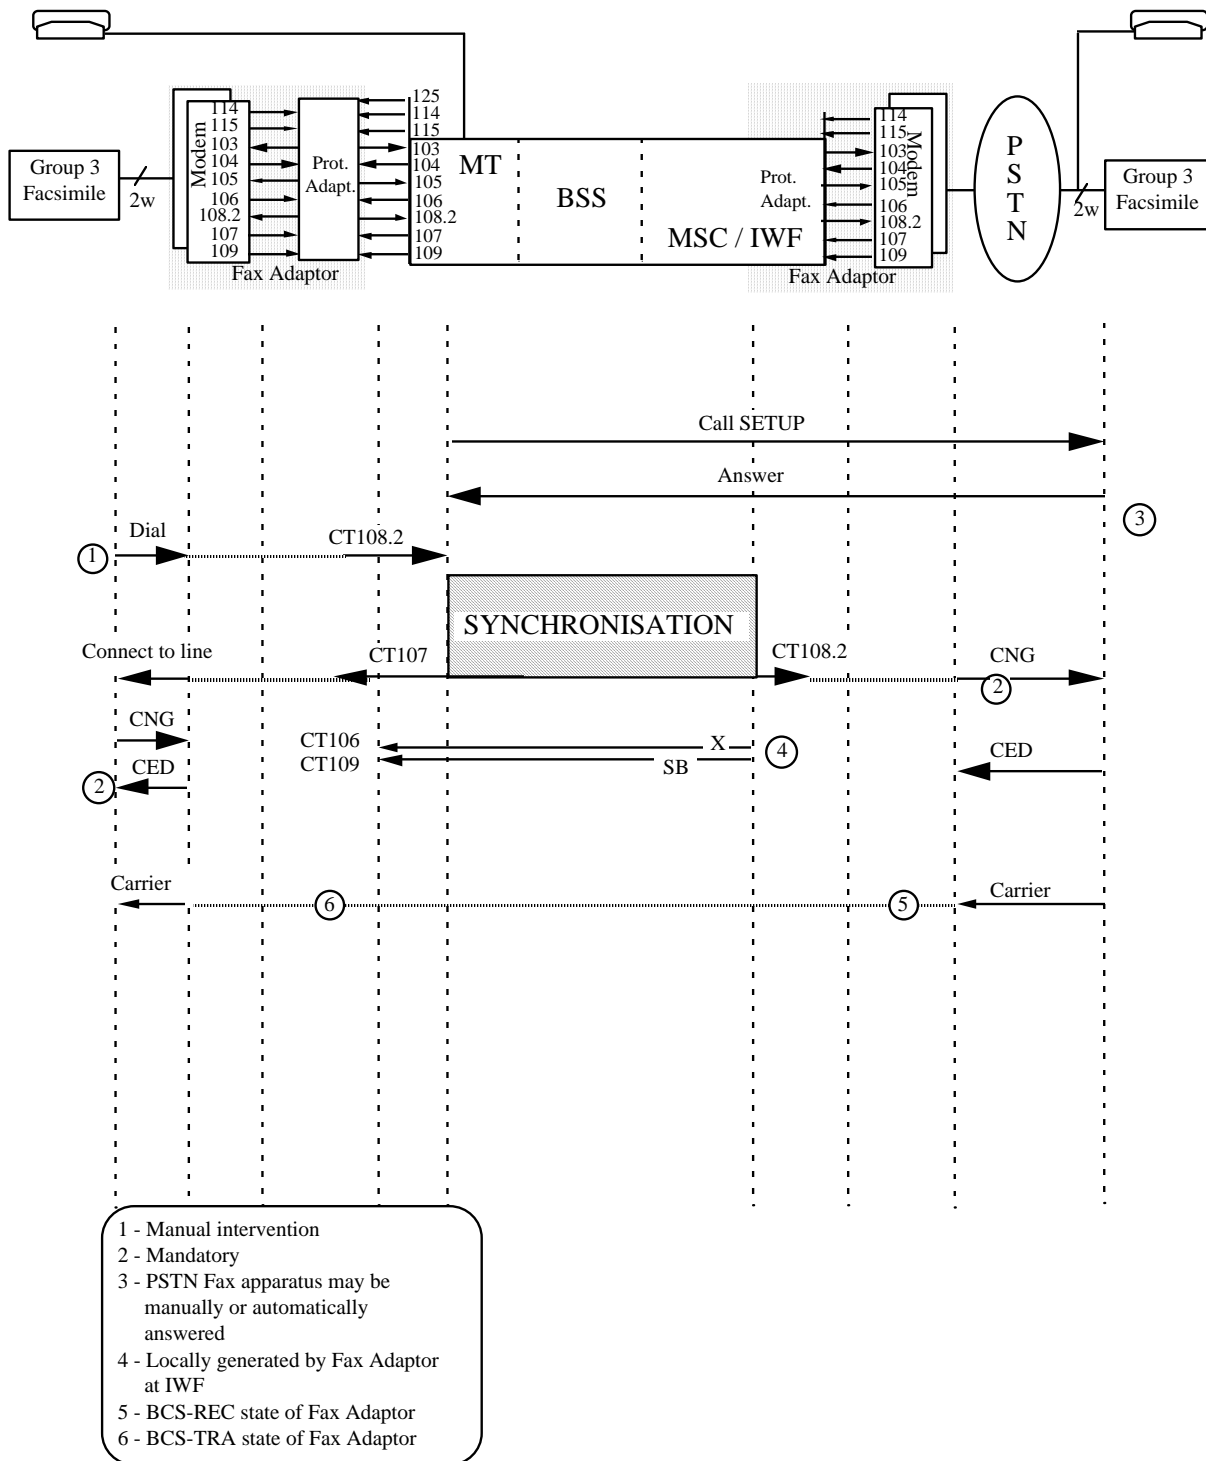 Group 3
Facsimile
2w
Modem
114
115
103
104
105
106
108.2
107
109
Prot.
Adapt.
Fax Adaptor
125
114
115
103
104
105
106
108.2
107
109
MT
BSS
MSC / IWF
Prot.
Adapt.
Fax Adaptor
114
115
103
104
105
106
108.2
107
109
Modem
P
S
T
N
2w
Group 3
Facsimile
Call SETUP
Answer
3
Dial
1
CT108.2
SYNCHRONISATION
Connect to line
CT107
CT108.2
CNG
2
CNG
CT106
X
4
CED
CT109
SB
CED
2
Carrier
6
5
Carrier
1 - Manual intervention
2 - Mandatory
3 - PSTN Fax apparatus may be
manually or automatically
answered
4 - Locally generated by Fax Adaptor
at IWF
5 - BCS-REC state of Fax Adaptor
6 - BCS-TRA state of Fax Adaptor